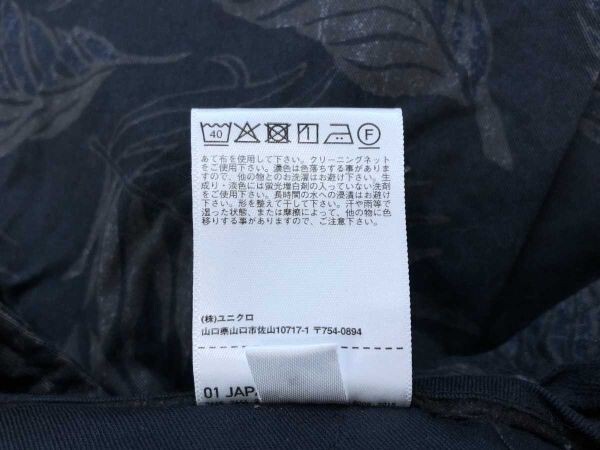 40 F
あて布を使用して下さい。クリーニングネット
をご使用下さい。濃色は色落ちする事があり
ますので、他の物とのお洗濯はお避け下さい。生
成り・淡色には蛍光増白剤の入っていない洗剤
をご使用下さい。長時間の水への浸漬はお避け
下さい。形を整えて干して下さい。汗や雨等で
湿った状態、または摩擦によって、他の物に色
移りする事がありますので、ご注意下さい。
(株)ユニクロ
山口県山口市佐山10717-1 〒754-0894
01 JAPA